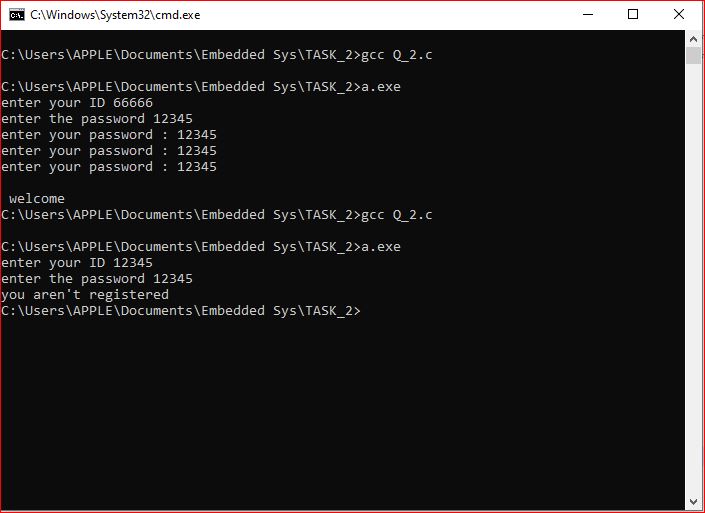 C:\Windows\System32\cmd.exe
C:\Users\APPLE\Documents\Embedded Sys\TASK_2>gcc Q_2.c
C:\Users\APPLE\Documents\Embedded Sys\TASK_2>a.exe
enter your ID 66666
enter the password 12345
enter your password : 12345
enter your password : 12345
enter your password : 12345
welcome
C:\Users\APPLE\Documents\Embedded Sys\TASK_2>gcc Q_2.c
C:\Users\APPLE\Documents\Embedded Sys\TASK_2>a.exe
enter your ID 12345
enter the password 12345
you aren't registered
C:\Users\APPLE\Documents\Embedded Sys\TASK_2>